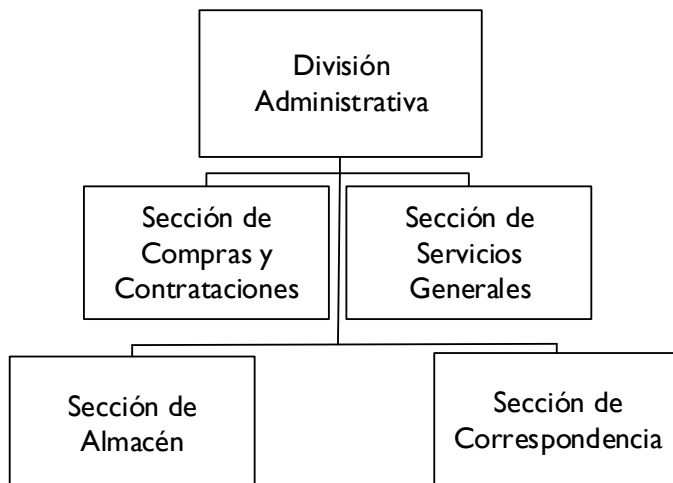 División
Administrativa
Sección de
Compras y
Contrataciones
Sección de
Servicios
Generales
Sección de
Almacén
Sección de
Correspondencia